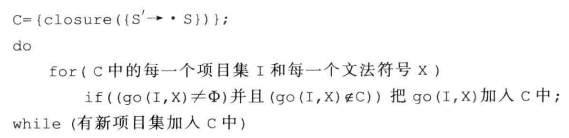 C={closure({S′→·S})};
do
for(C中的每一个项目集I和每一个文法符号X)
if((go(I,X)≠Φ)并且(go(I,X)∉C)) 把go(I,X)加入C中;
while (有新项目集加入C中)